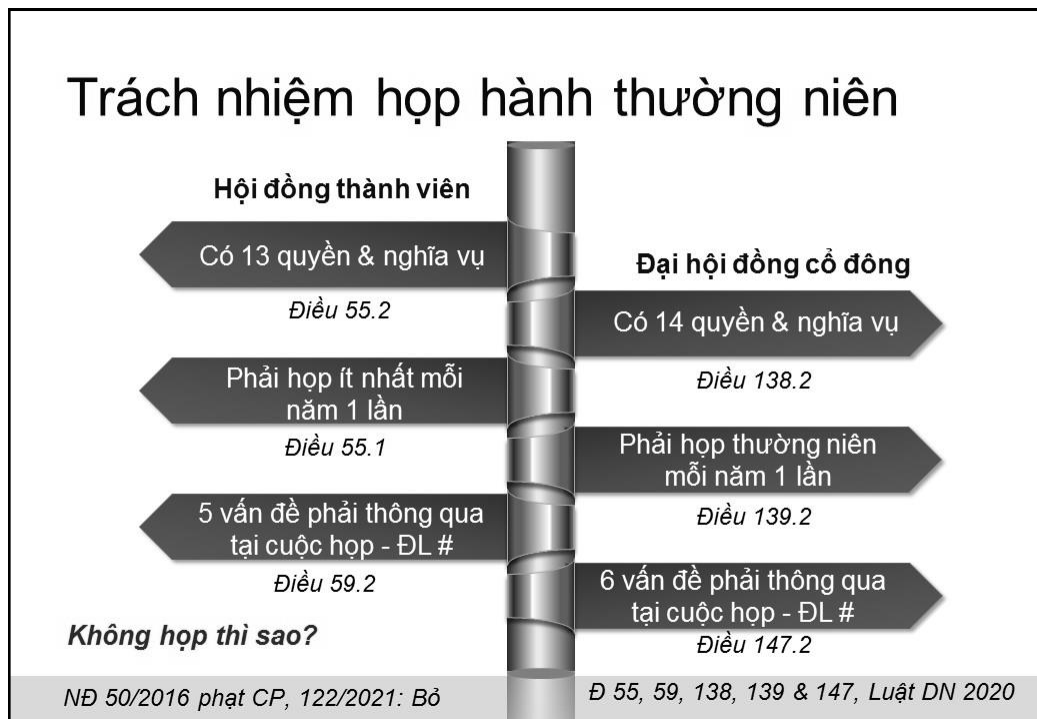 Trách nhiệm họp hành thường niên
Hội đồng thành viên
Có 13 quyền & nghĩa vụ
Điều 55.2
Phải họp ít nhất mỗi
năm 1 lần
Điều 55.1
5 vấn đề phải thông qua
tại cuộc họp - ĐL #
Điều 59.2
Không họp thì sao?
Đại hội đồng cổ đông
Có 14 quyền & nghĩa vụ
Điều 138.2
Phải họp thường niên
mỗi năm 1 lần
Điều 139.2
6 vấn đề phải thông qua
tại cuộc họp - ĐL #
Điều 147.2
NĐ 50/2016 phạt CP, 122/2021: Bỏ
Đ 55, 59, 138, 139 & 147, Luật DN 2020